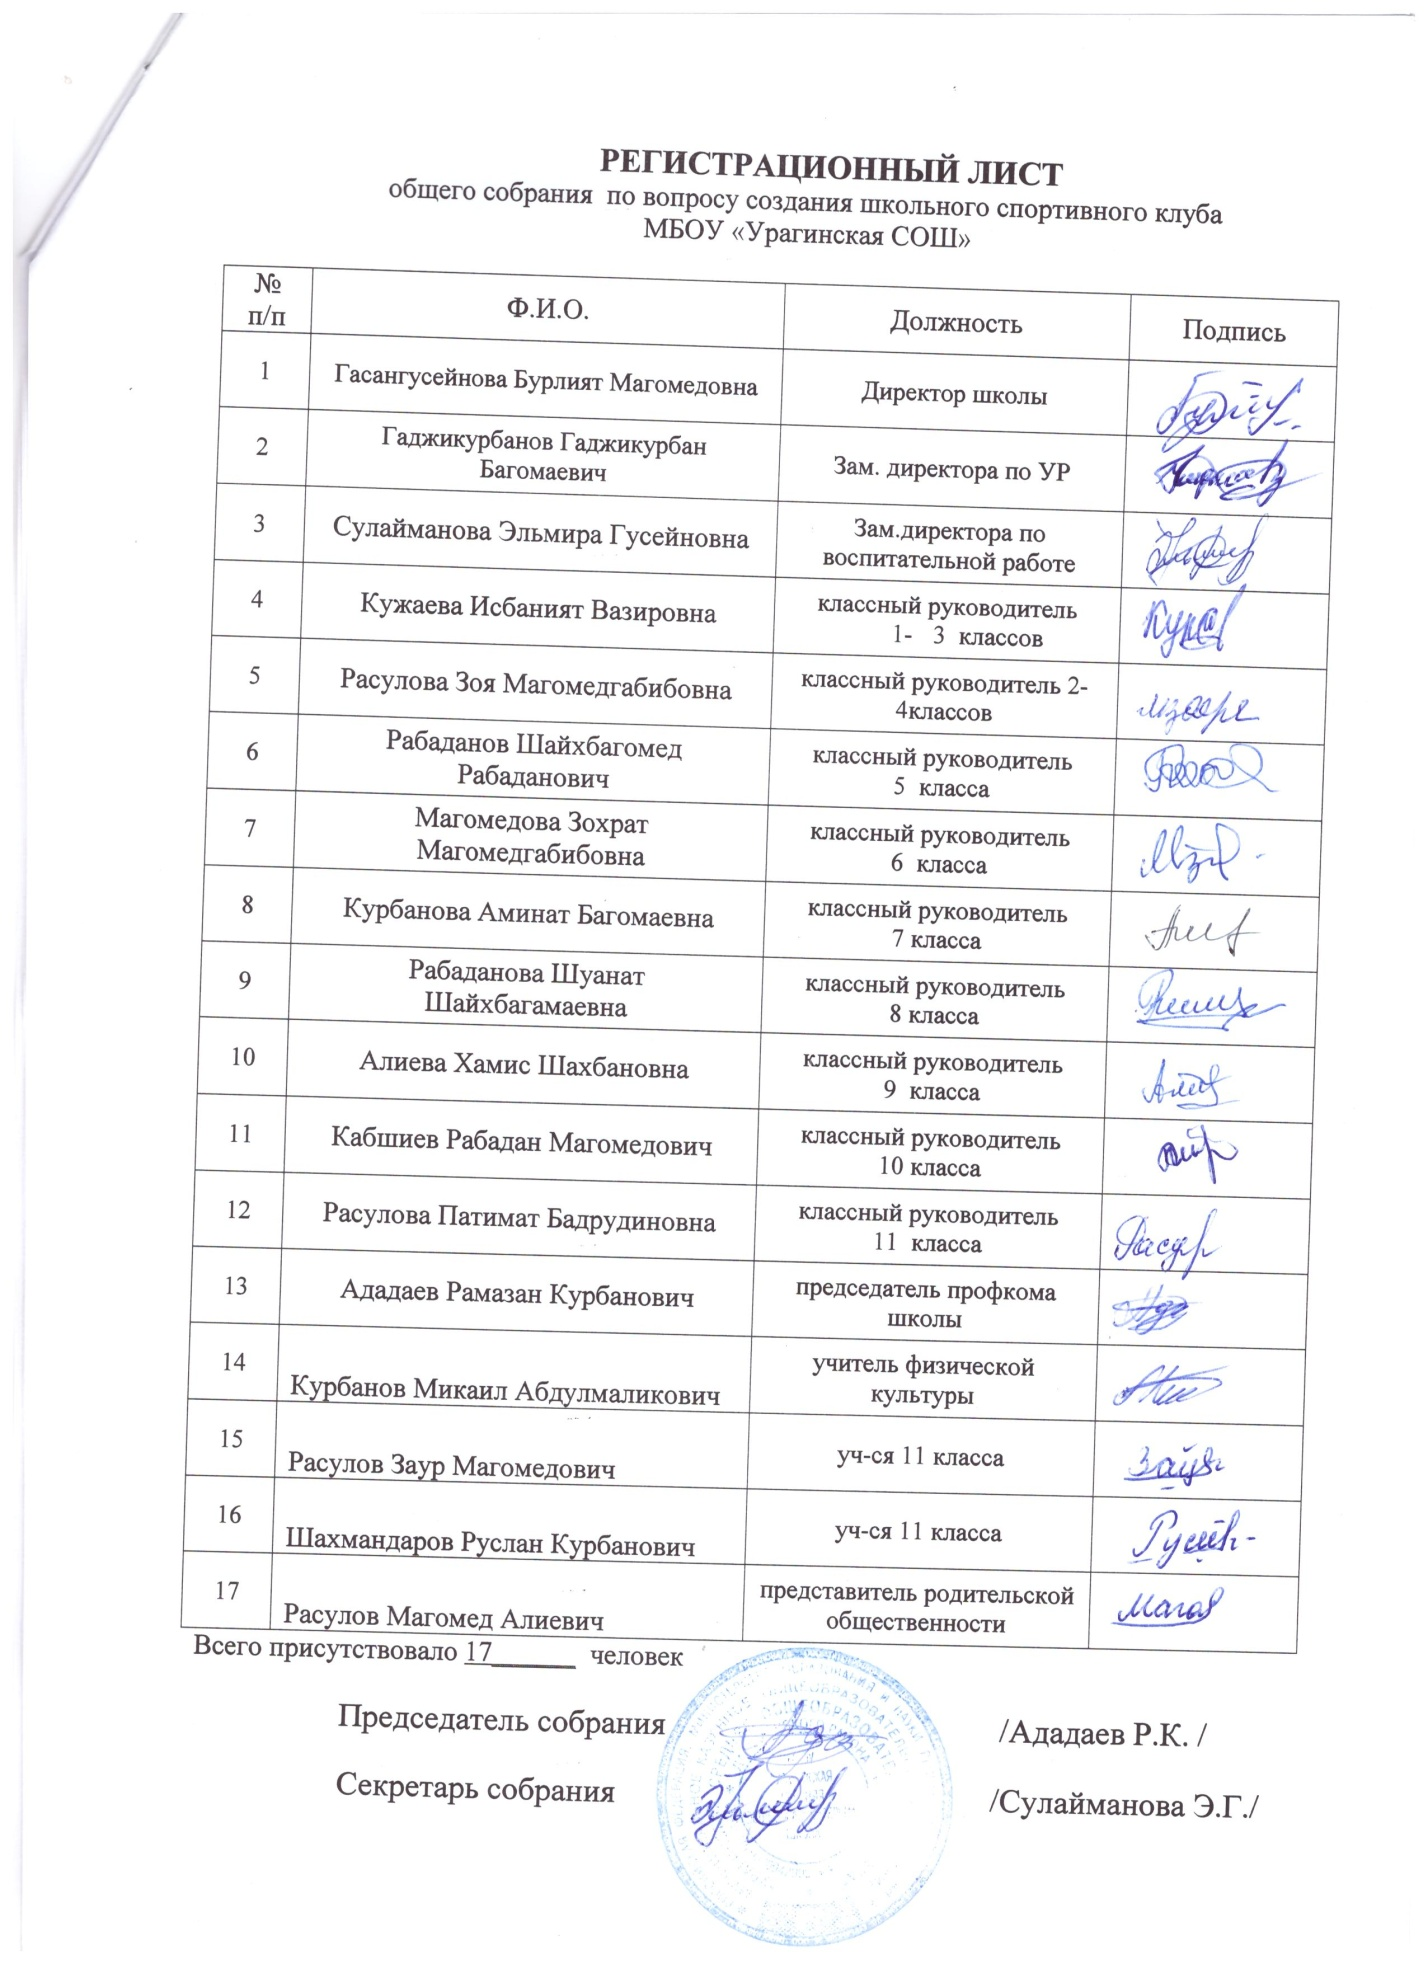 РЕГИСТРАЦИОННЫЙ ЛИСТ
общего собрания по вопросу создания школьного спортивного клуба
МБОУ «Урагинская СОШ»
№ п/п Ф.И.О. Должность Подпись
1 Гасангусейнова Бурлият Магомедовна Директор школы
2 Гаджикурбанов Гаджикурбан
Багомаевич Зам. директора по УР
3 Сулайманова Эльмира Гусейновна Зам.директора по
воспитательной работе
4 Кужаева Исбаният Вазировна классный руководитель
1- 3 классов
5 Расулова Зоя Магомедгабибовна классный руководитель 2-
4классов
6 Рабаданов Шайхбагомед
Рабаданович классный руководитель
5 класса
7 Магомедова Зохрат
Магомедгабибовна классный руководитель
6 класса
8 Курбанова Аминат Багомаевна классный руководитель
7 класса
9 Рабаданова Шуанат
Шайхбагамаевна классный руководитель
8 класса
10 Алиева Хамис Шахбановна классный руководитель
9 класса
11 Кабшиев Рабадан Магомедович классный руководитель
10 класса
12 Расулова Патимат Бадрудиновна классный руководитель
11 класса
13 Ададаев Рамазан Курбанович председатель профкома
школы
14 Курбанов Микаил Абдулмаликович учитель физической
культуры
15 Расулов Заур Магомедович уч-ся 11 класса
16 Шахмандаров Руслан Курбанович уч-ся 11 класса
17 Расулов Магомед Алиевич представитель родительской
общественности
Всего присутствовало 17______ человек
Председатель собрания /Ададаев Р.К. /
Секретарь собрания /Сулайманова Э.Г./